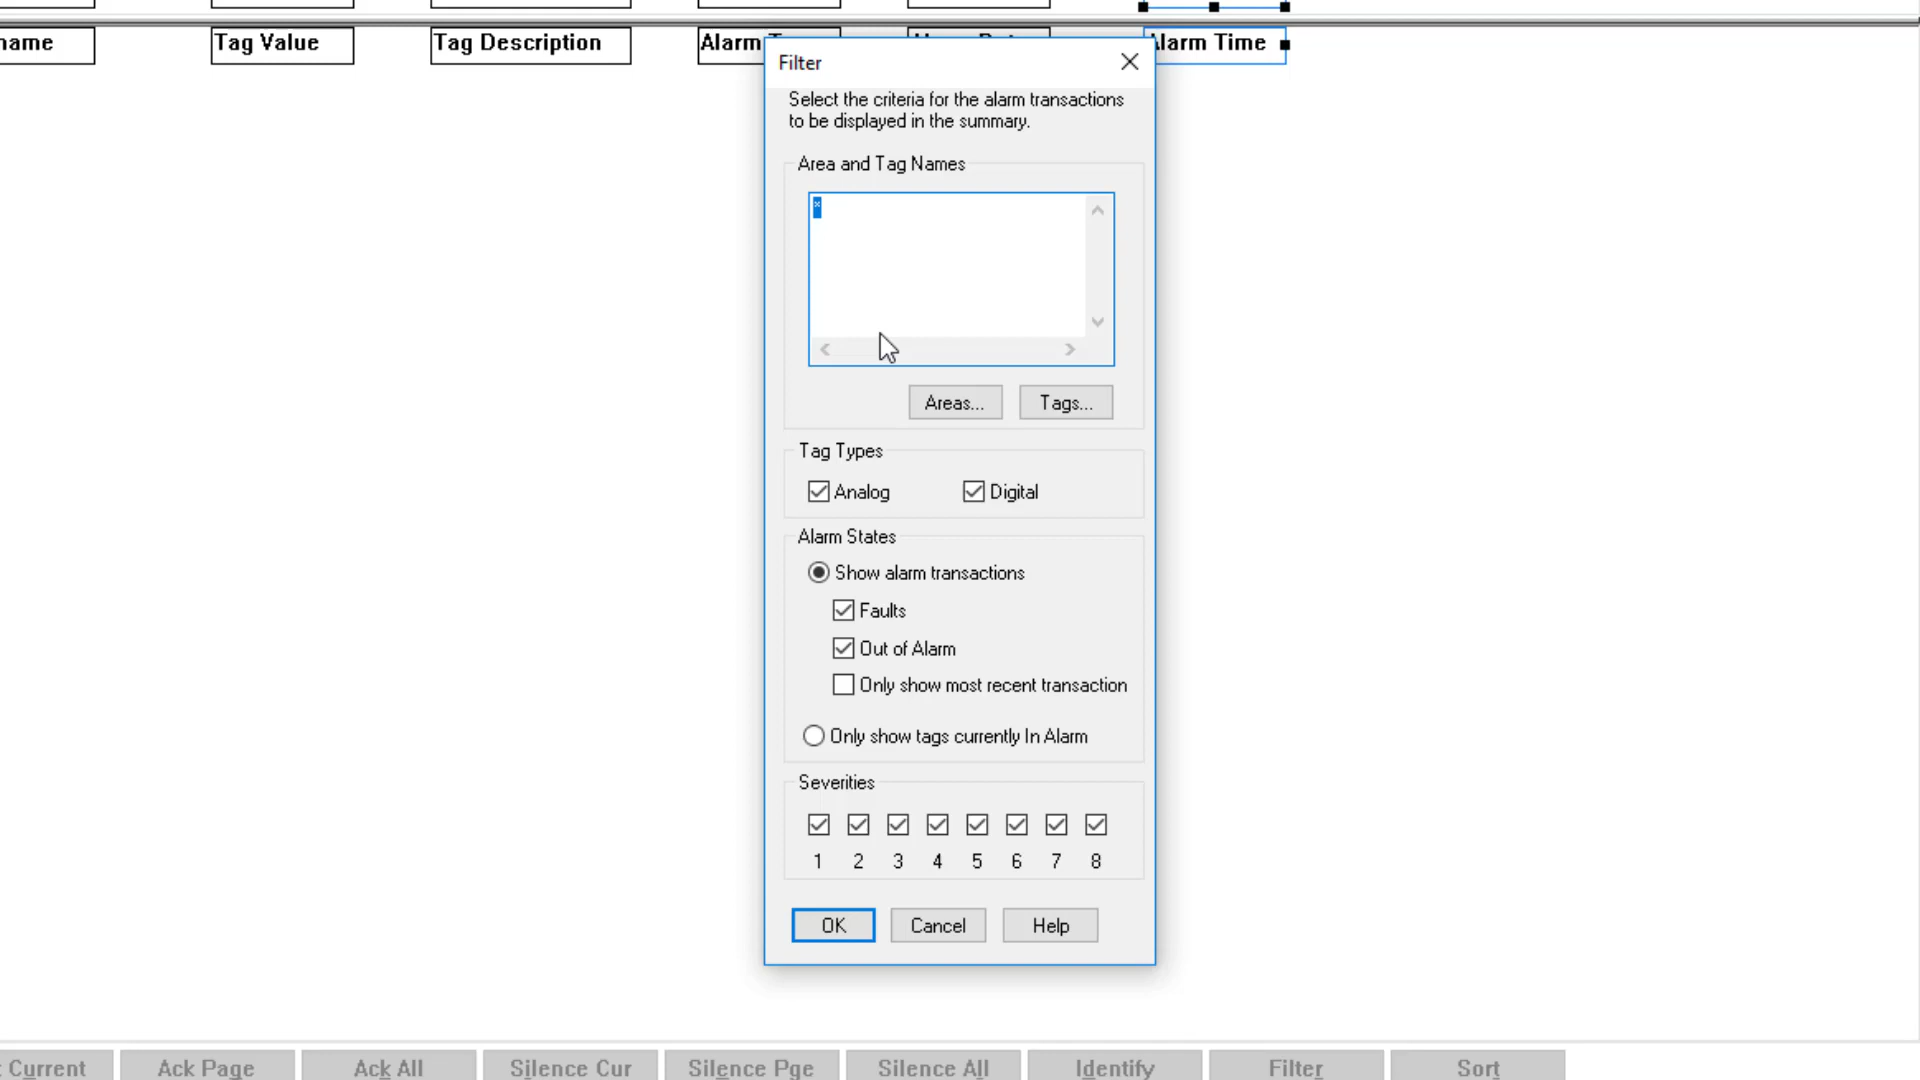 name Tag Value Tag Description Alarm Alarm Time
Filter
Select the criteria for the alarm transactions
to be displayed in the summary.
Area and Tag Names
*
Areas... Tags...
Tag Types
Analog Digital
Alarm States
Show alarm transactions
Faults
Out of Alarm
Only show most recent transaction
Only show tags currently In Alarm
Severities
1 2 3 4 5 6 7 8
OK Cancel Help
Current Ack Page Ack All Silence Cur Silence Pge Silence All Identify Filter Sort